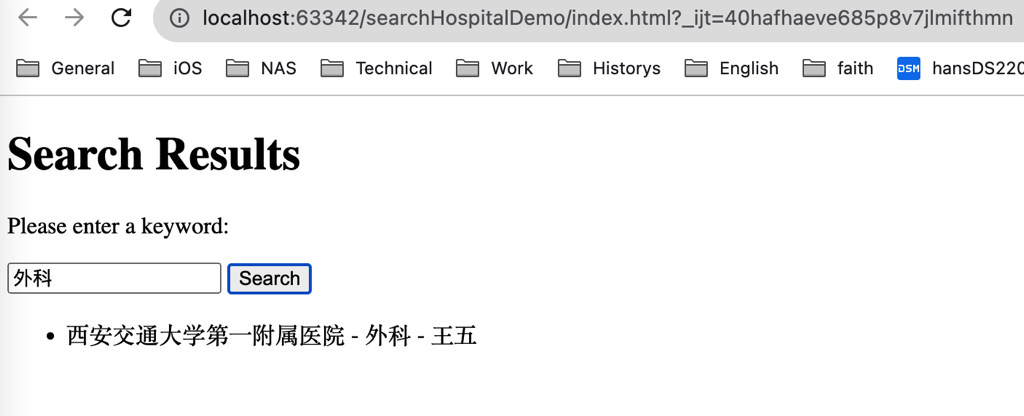 localhost:63342/searchHospitalDemo/index.html?_ijt=40hafhaeve685p8v7jlmifthmn
General iOS NAS Technical Work Historys English faith DSM hansDS220
Search Results
Please enter a keyword:
外科 Search
• 西安交通大学第一附属医院 - 外科 - 王五